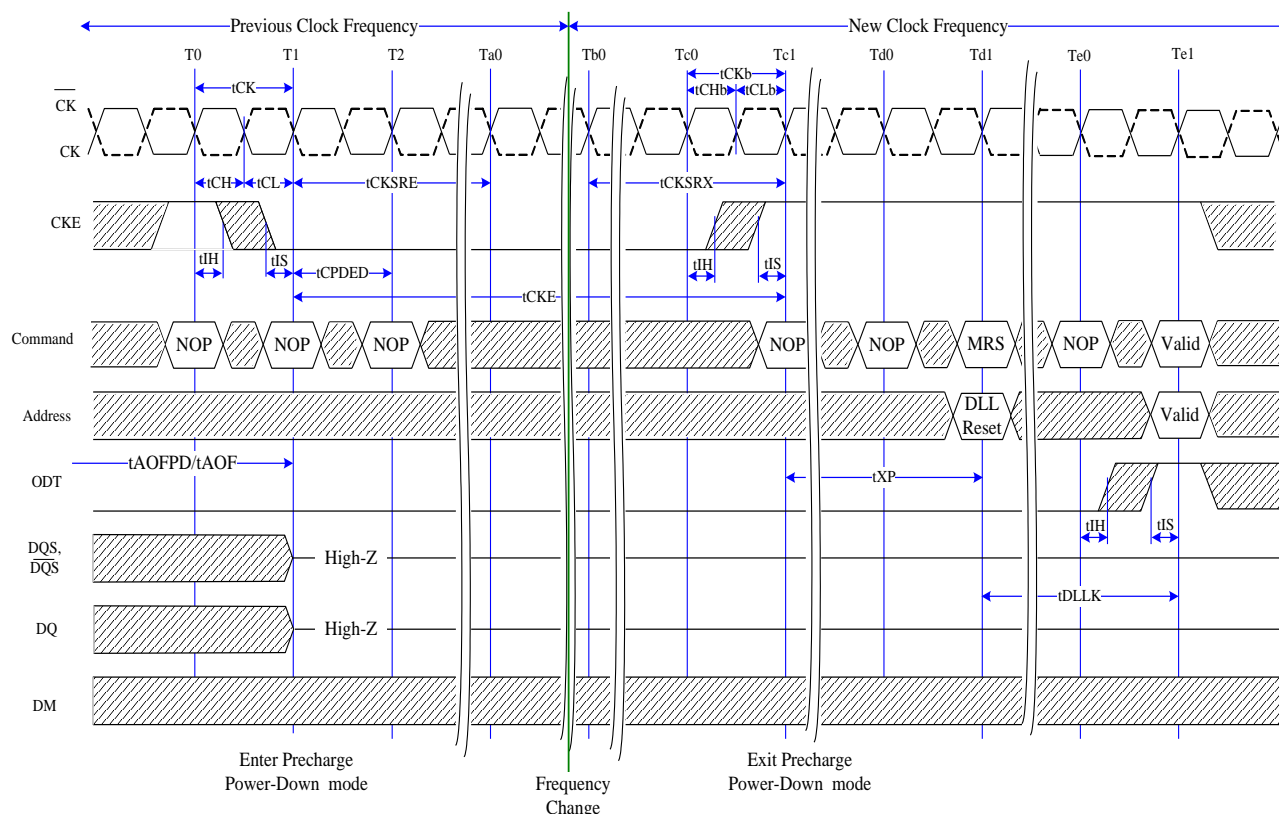 Previous Clock Frequency New Clock Frequency
T0 T1 T2 Ta0 Tb0 Tc0 Tc1 Td0 Td1 Te0 Te1
tCK tCKb
tCHb tCLb
CK
CK
tCH tCL tCKSRE tCKSRX
CKE
tIH tIS tCPDED tIH tIS
tCKE
Command NOP NOP NOP NOP NOP MRS NOP Valid
Address DLL Reset Valid
tAOFPD/tAOF
ODT tXP
tIH tIS
DQS, DQS High-Z
tDLLK
DQ High-Z
DM
Enter Precharge Power-Down mode
Frequency Change
Exit Precharge Power-Down mode